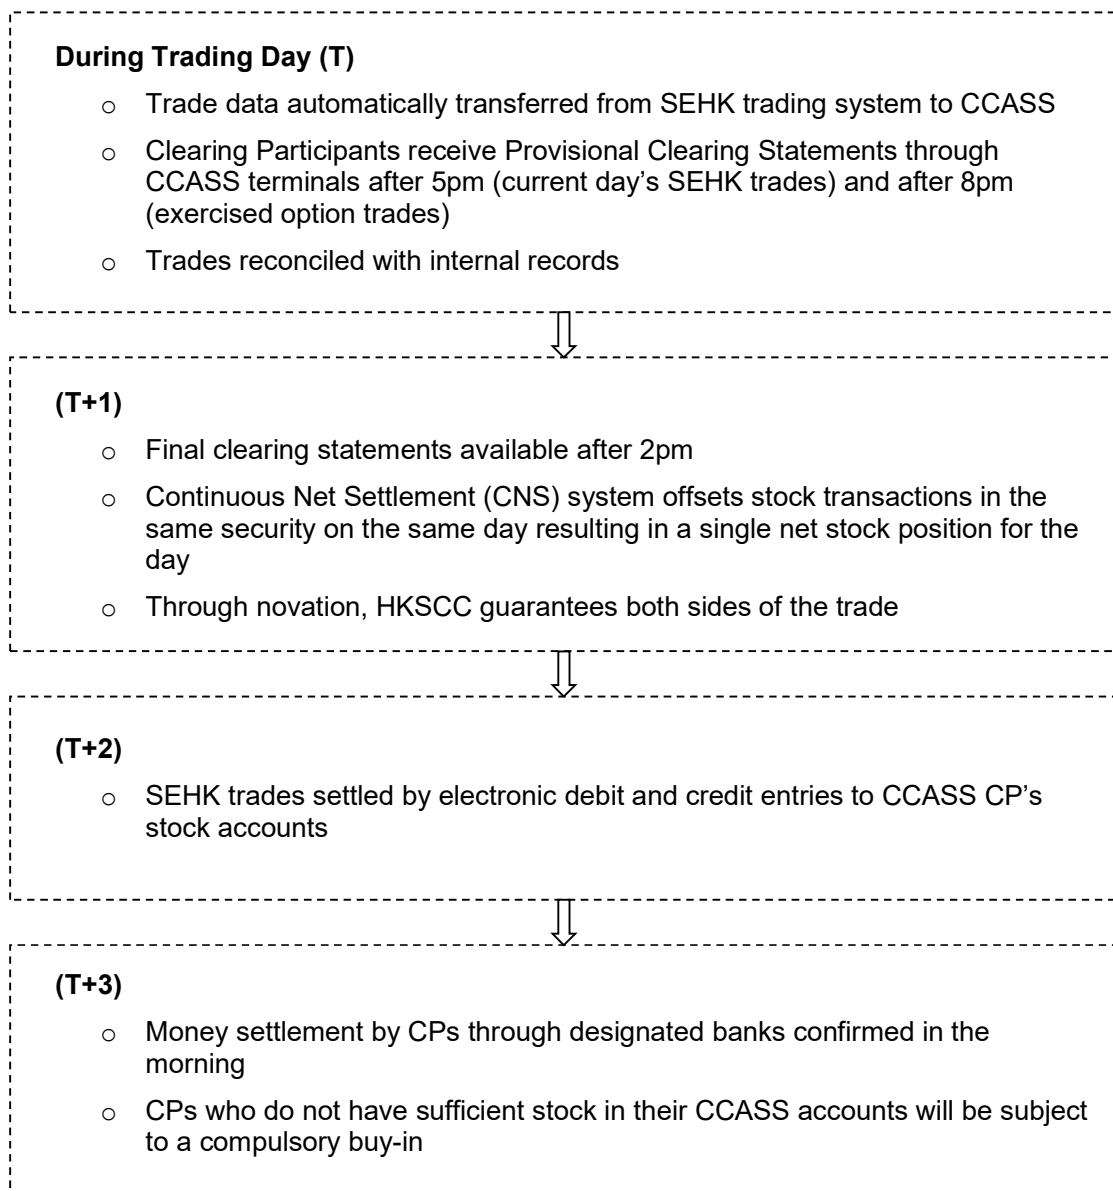 During Trading Day (T)
o Trade data automatically transferred from SEHK trading system to CCASS
o Clearing Participants receive Provisional Clearing Statements through
CCASS terminals after 5pm (current day’s SEHK trades) and after 8pm
(exercised option trades)
o Trades reconciled with internal records
(T+1)
o Final clearing statements available after 2pm
o Continuous Net Settlement (CNS) system offsets stock transactions in the
same security on the same day resulting in a single net stock position for the
day
o Through novation, HKSCC guarantees both sides of the trade
(T+2)
o SEHK trades settled by electronic debit and credit entries to CCASS CP’s
stock accounts
(T+3)
o Money settlement by CPs through designated banks confirmed in the
morning
o CPs who do not have sufficient stock in their CCASS accounts will be subject
to a compulsory buy-in